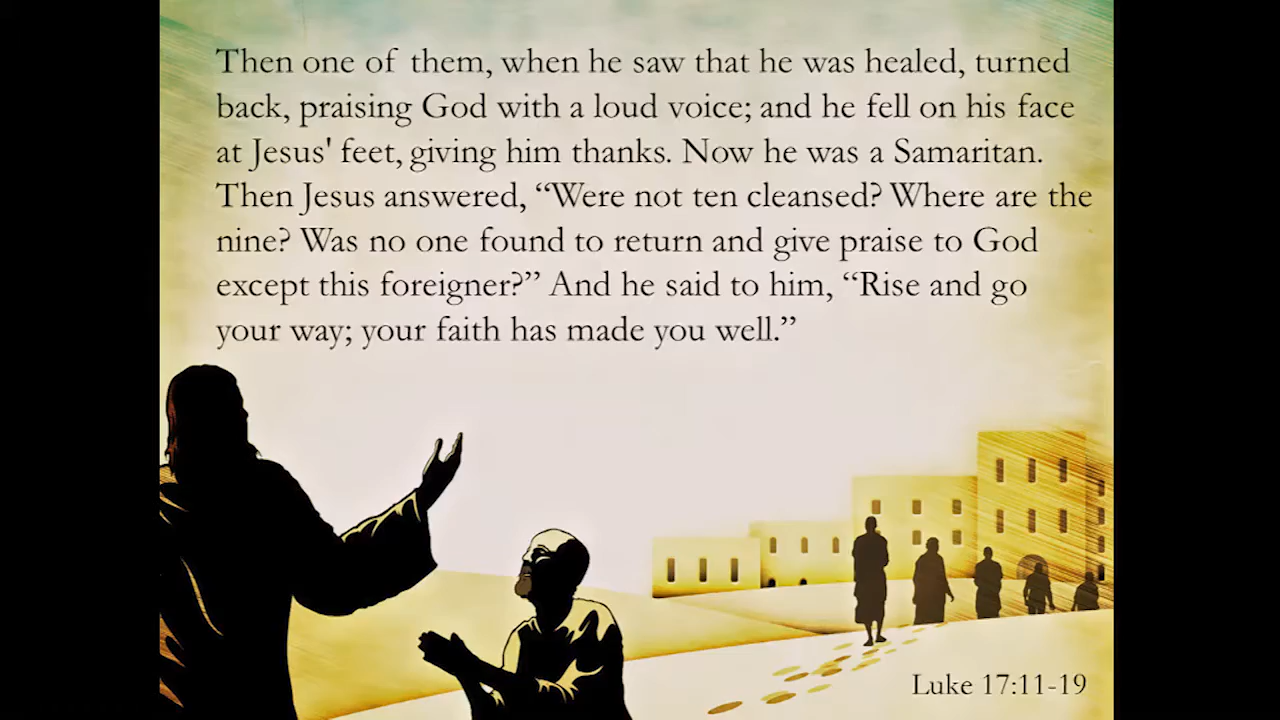 Then one of them, when he saw that he was healed, turned
back, praising God with a loud voice; and he fell on his face
at Jesus' feet, giving him thanks. Now he was a Samaritan.
Then Jesus answered, “Were not ten cleansed? Where are the
nine? Was no one found to return and give praise to God
except this foreigner?” And he said to him, “Rise and go
your way; your faith has made you well.”
Luke 17:11-19